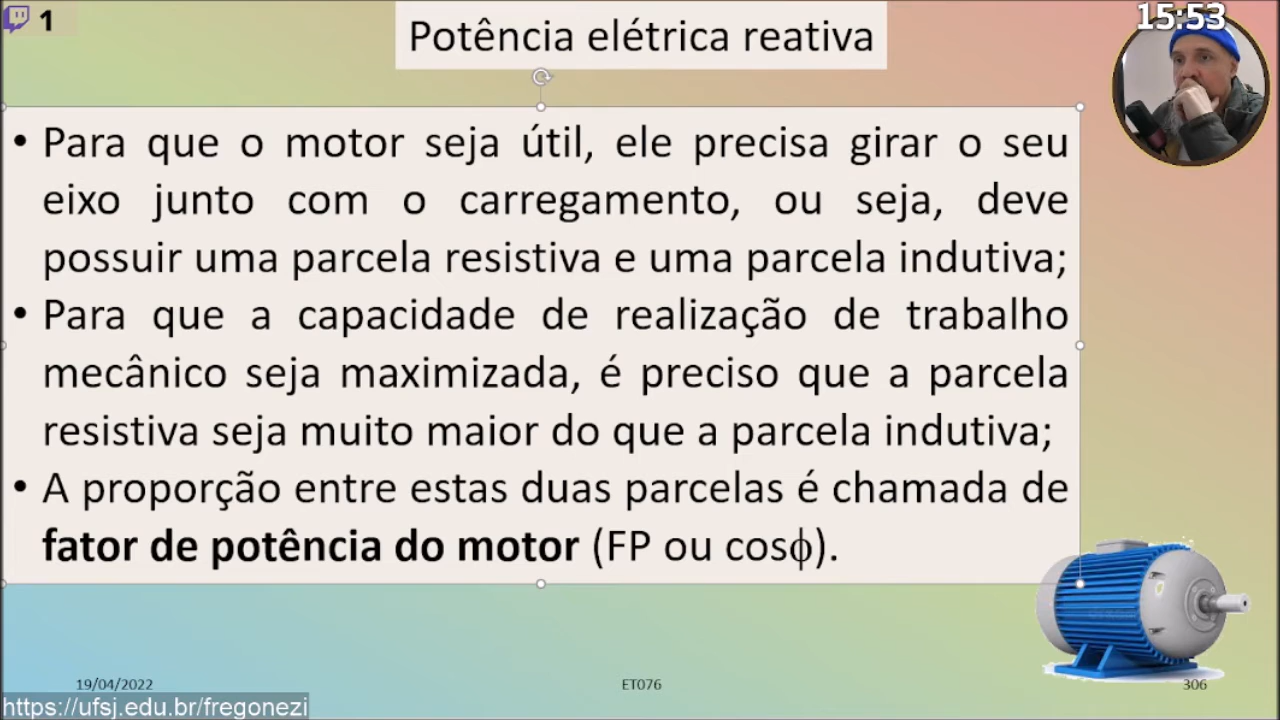 1
15:53
Potência elétrica reativa
• Para que o motor seja útil, ele precisa girar o seu
eixo junto com o carregamento, ou seja, deve
possuir uma parcela resistiva e uma parcela indutiva;
• Para que a capacidade de realização de trabalho
mecânico seja maximizada, é preciso que a parcela
resistiva seja muito maior do que a parcela indutiva;
• A proporção entre estas duas parcelas é chamada de
fator de potência do motor (FP ou cosϕ).
19/04/2022
ET076
306
https://ufsj.edu.br/fregonezi